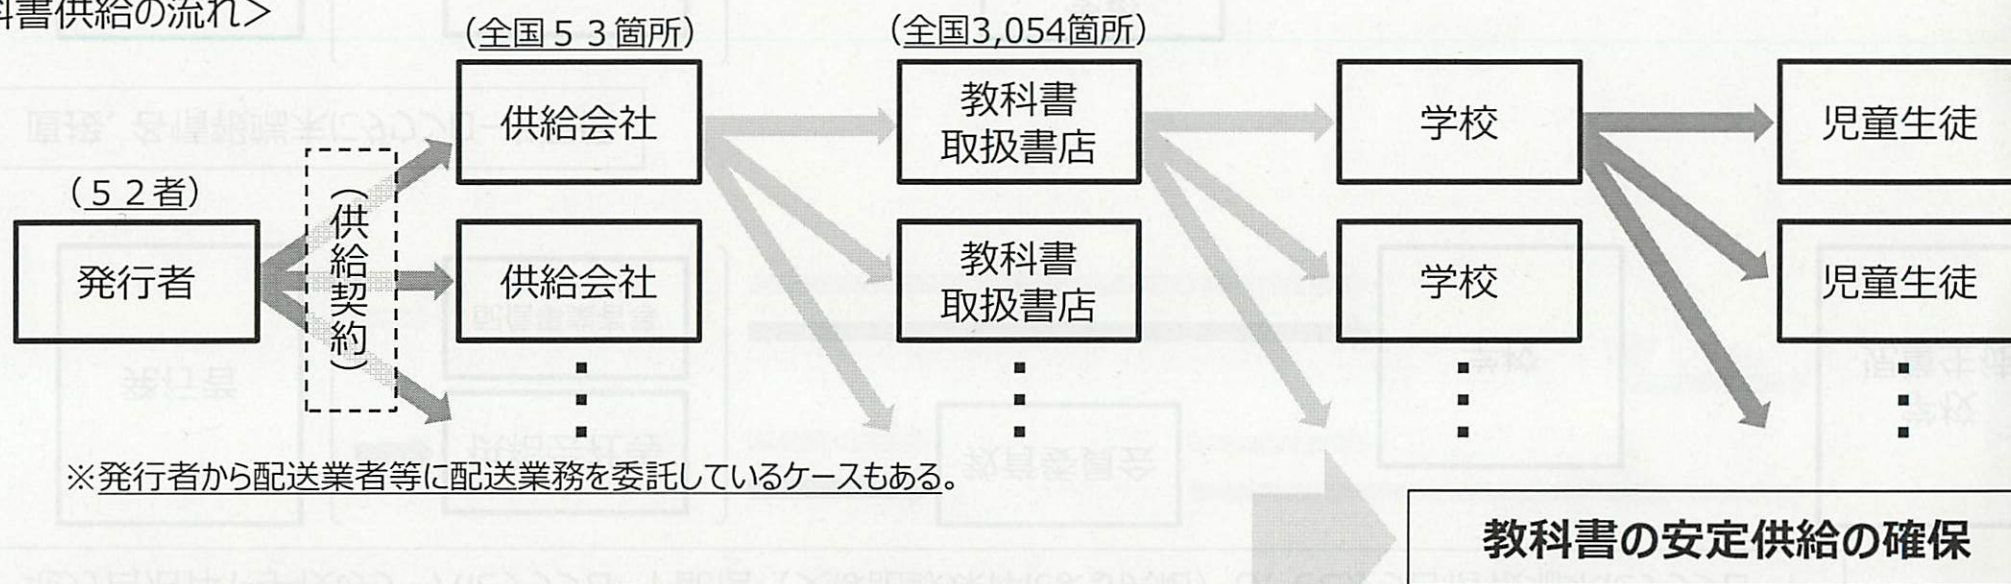 科書供給の流れ＞
（全国５３箇所）
（全国3,054箇所）
供給会社
教科書
取扱書店
学校
児童生徒
（５２者）
発行者
（供給契約）
供給会社
教科書
取扱書店
学校
児童生徒
※発行者から配送業者等に配送業務を委託しているケースもある。
教科書の安定供給の確保